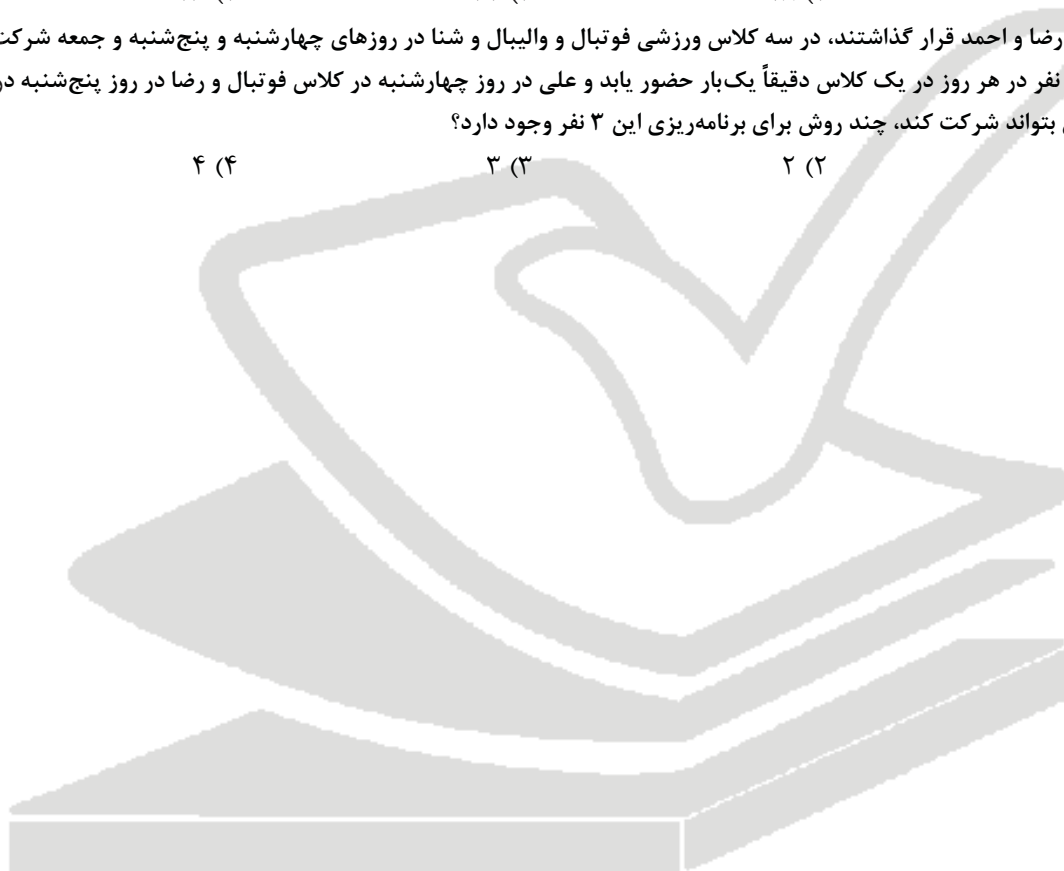 رضا و احمد قرار گذاشتند، در سه کلاس ورزشی فوتبال و والیبال و شنا در روزهای چهارشنبه و پنج‌شنبه و جمعه شرکت
نفر در هر روز در یک کلاس دقیقاً یک‌بار حضور یابد و علی در روز چهارشنبه در کلاس فوتبال و رضا در روز پنج‌شنبه در
بتواند شرکت کند، چند روش برای برنامه‌ریزی این ۳ نفر وجود دارد؟
۲ (۲ ۳ (۳ ۴ (۴